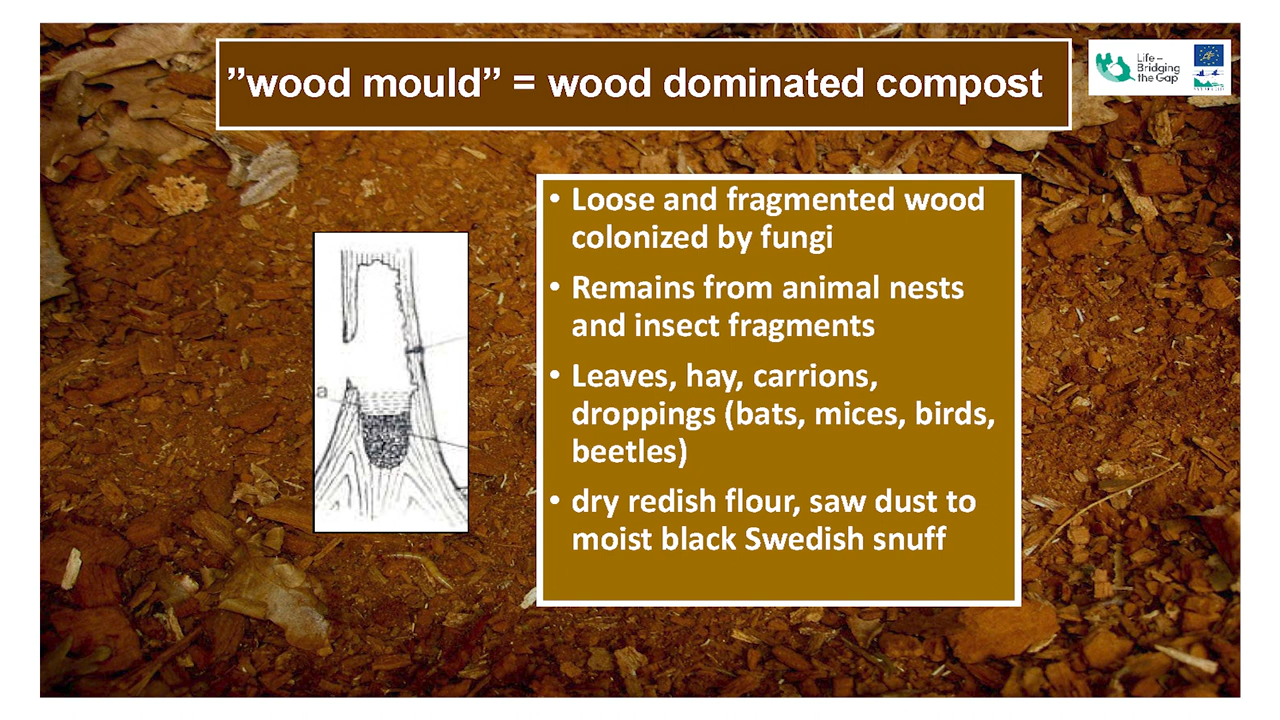 ”wood mould” = wood dominated compost
Life –
Bridging
the Gap
• Loose and fragmented wood
colonized by fungi
• Remains from animal nests
and insect fragments
• Leaves, hay, carrions,
droppings (bats, mices, birds,
beetles)
• dry redish flour, saw dust to
moist black Swedish snuff
a